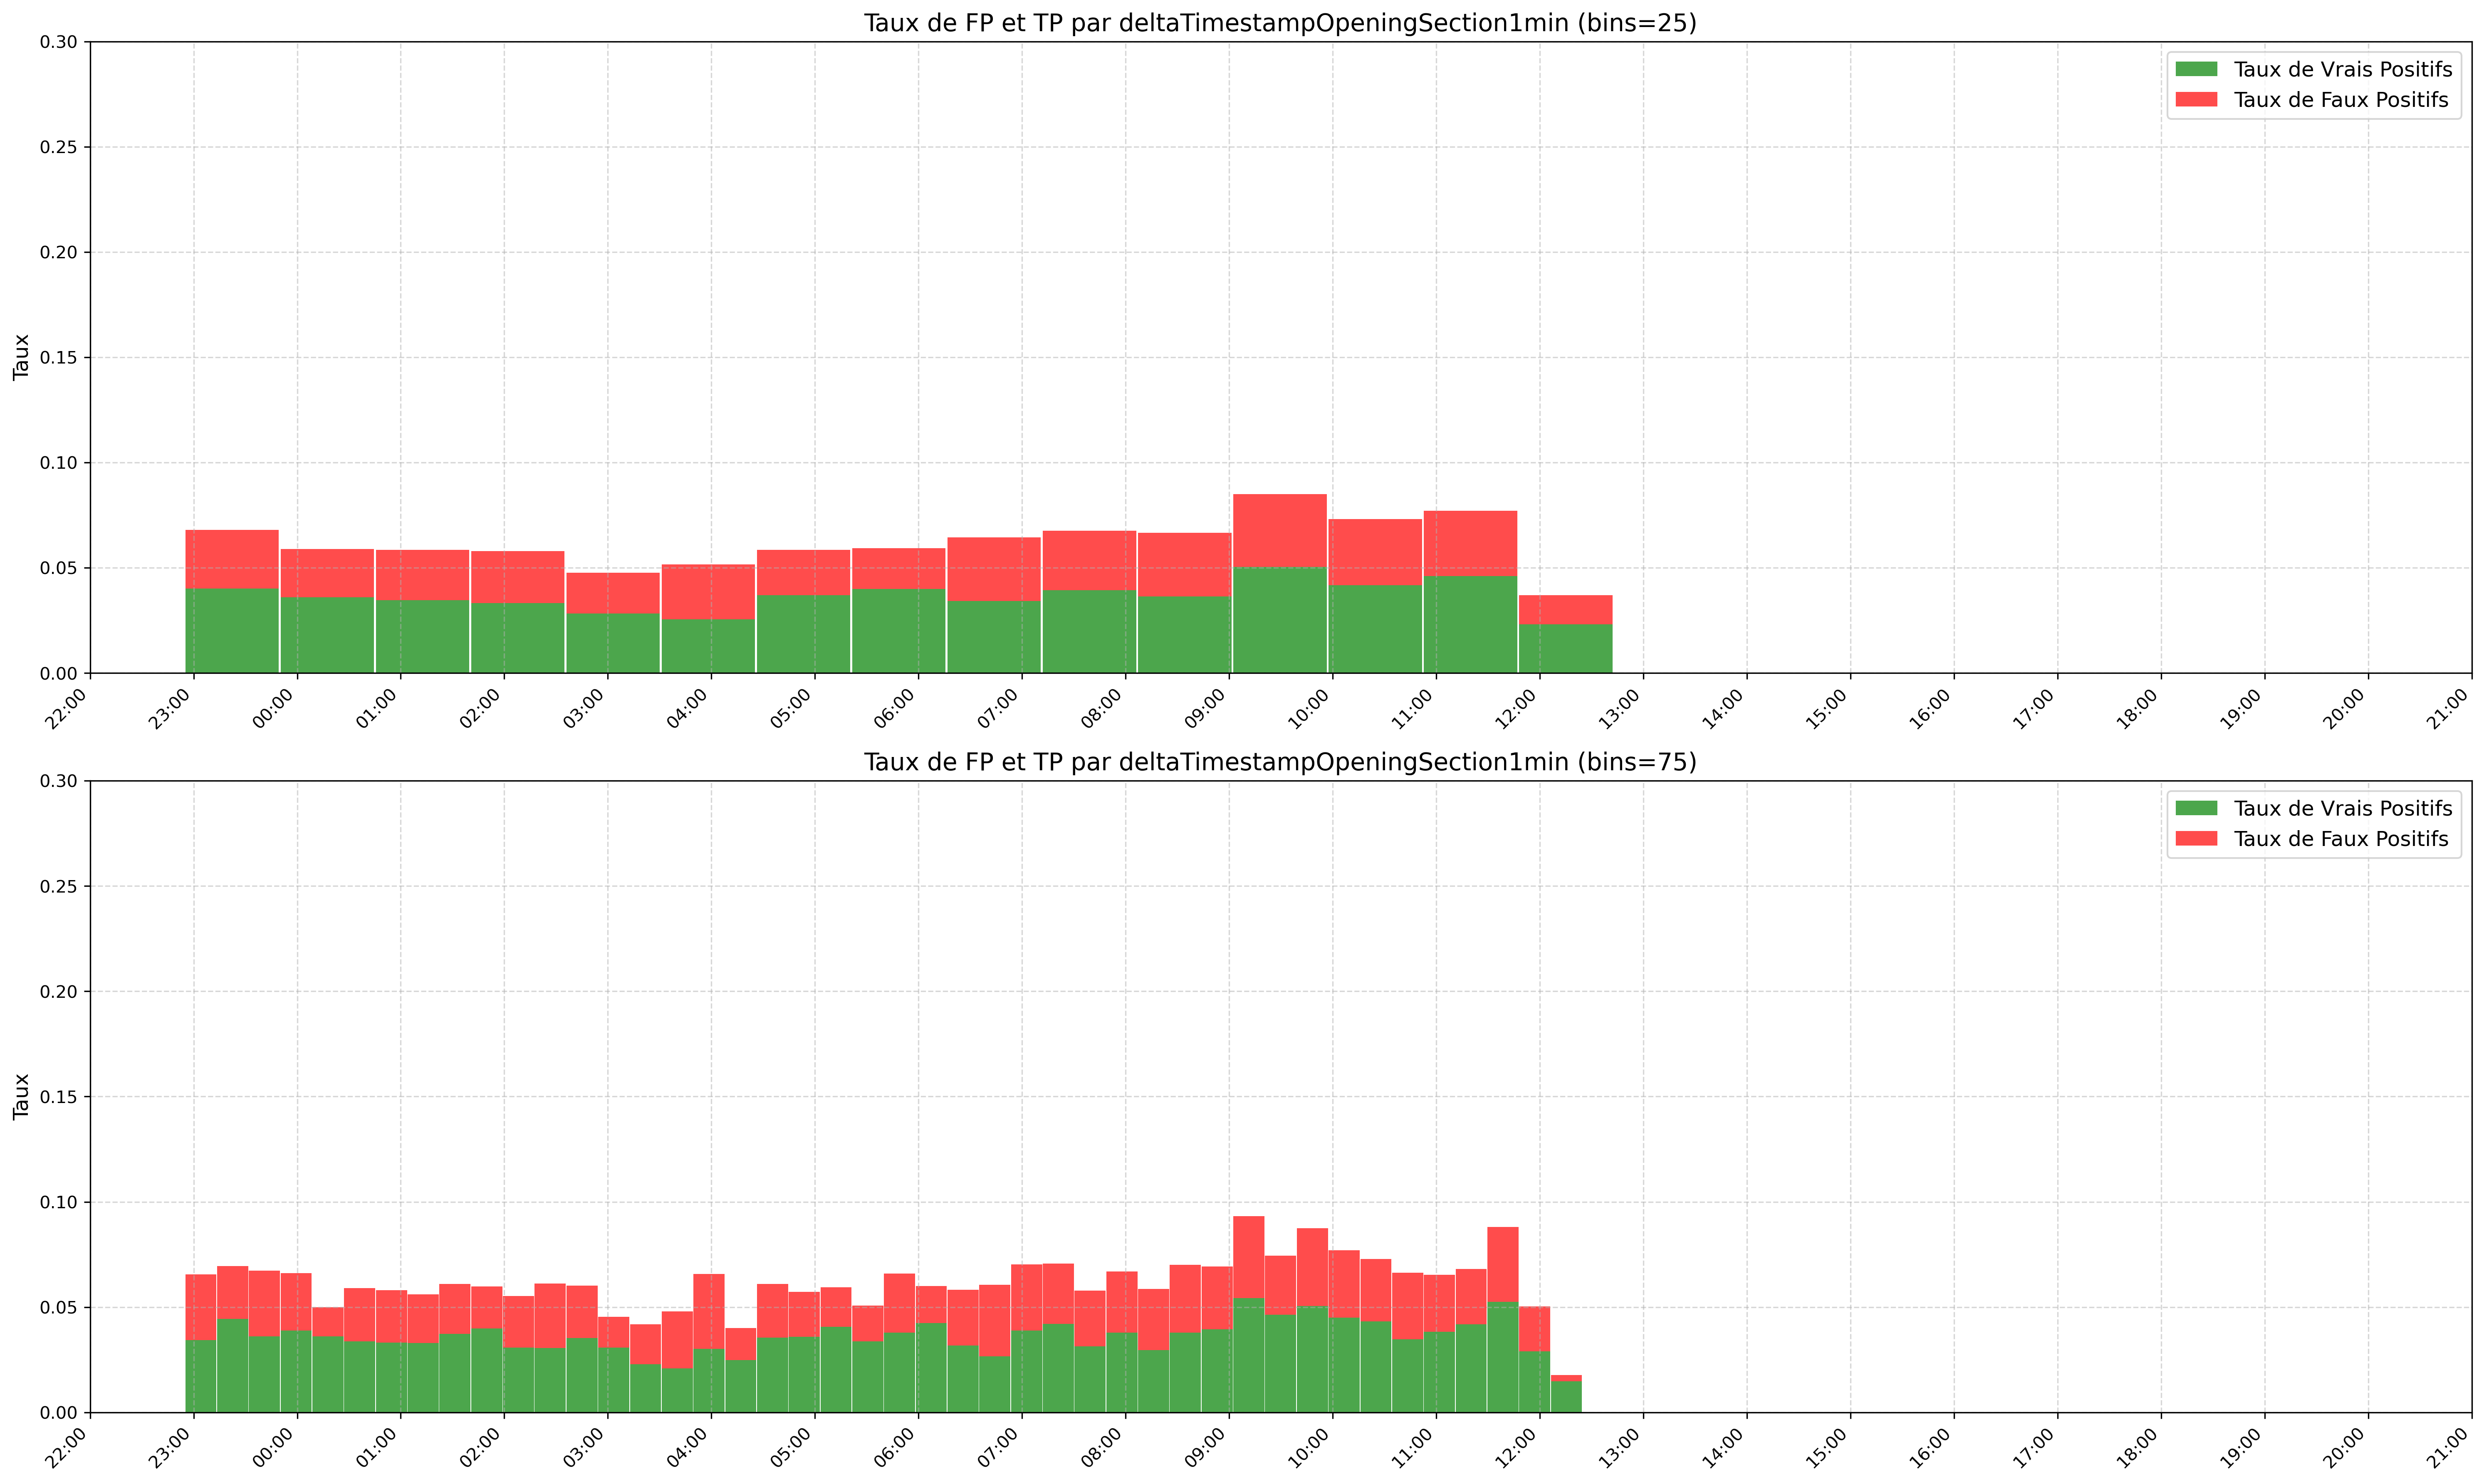 Taux de FP et TP par deltaTimestampOpeningSection1min (bins=25)
Taux de Vrais Positifs
Taux de Faux Positifs
Taux
0.30
0.25
0.20
0.15
0.10
0.05
0.00
22:00 23:00 00:00 01:00 02:00 03:00 04:00 05:00 06:00 07:00 08:00 09:00 10:00 11:00 12:00 13:00 14:00 15:00 16:00 17:00 18:00 19:00 20:00 21:00
Taux de FP et TP par deltaTimestampOpeningSection1min (bins=75)
Taux de Vrais Positifs
Taux de Faux Positifs
Taux
0.30
0.25
0.20
0.15
0.10
0.05
0.00
22:00 23:00 00:00 01:00 02:00 03:00 04:00 05:00 06:00 07:00 08:00 09:00 10:00 11:00 12:00 13:00 14:00 15:00 16:00 17:00 18:00 19:00 20:00 21:00